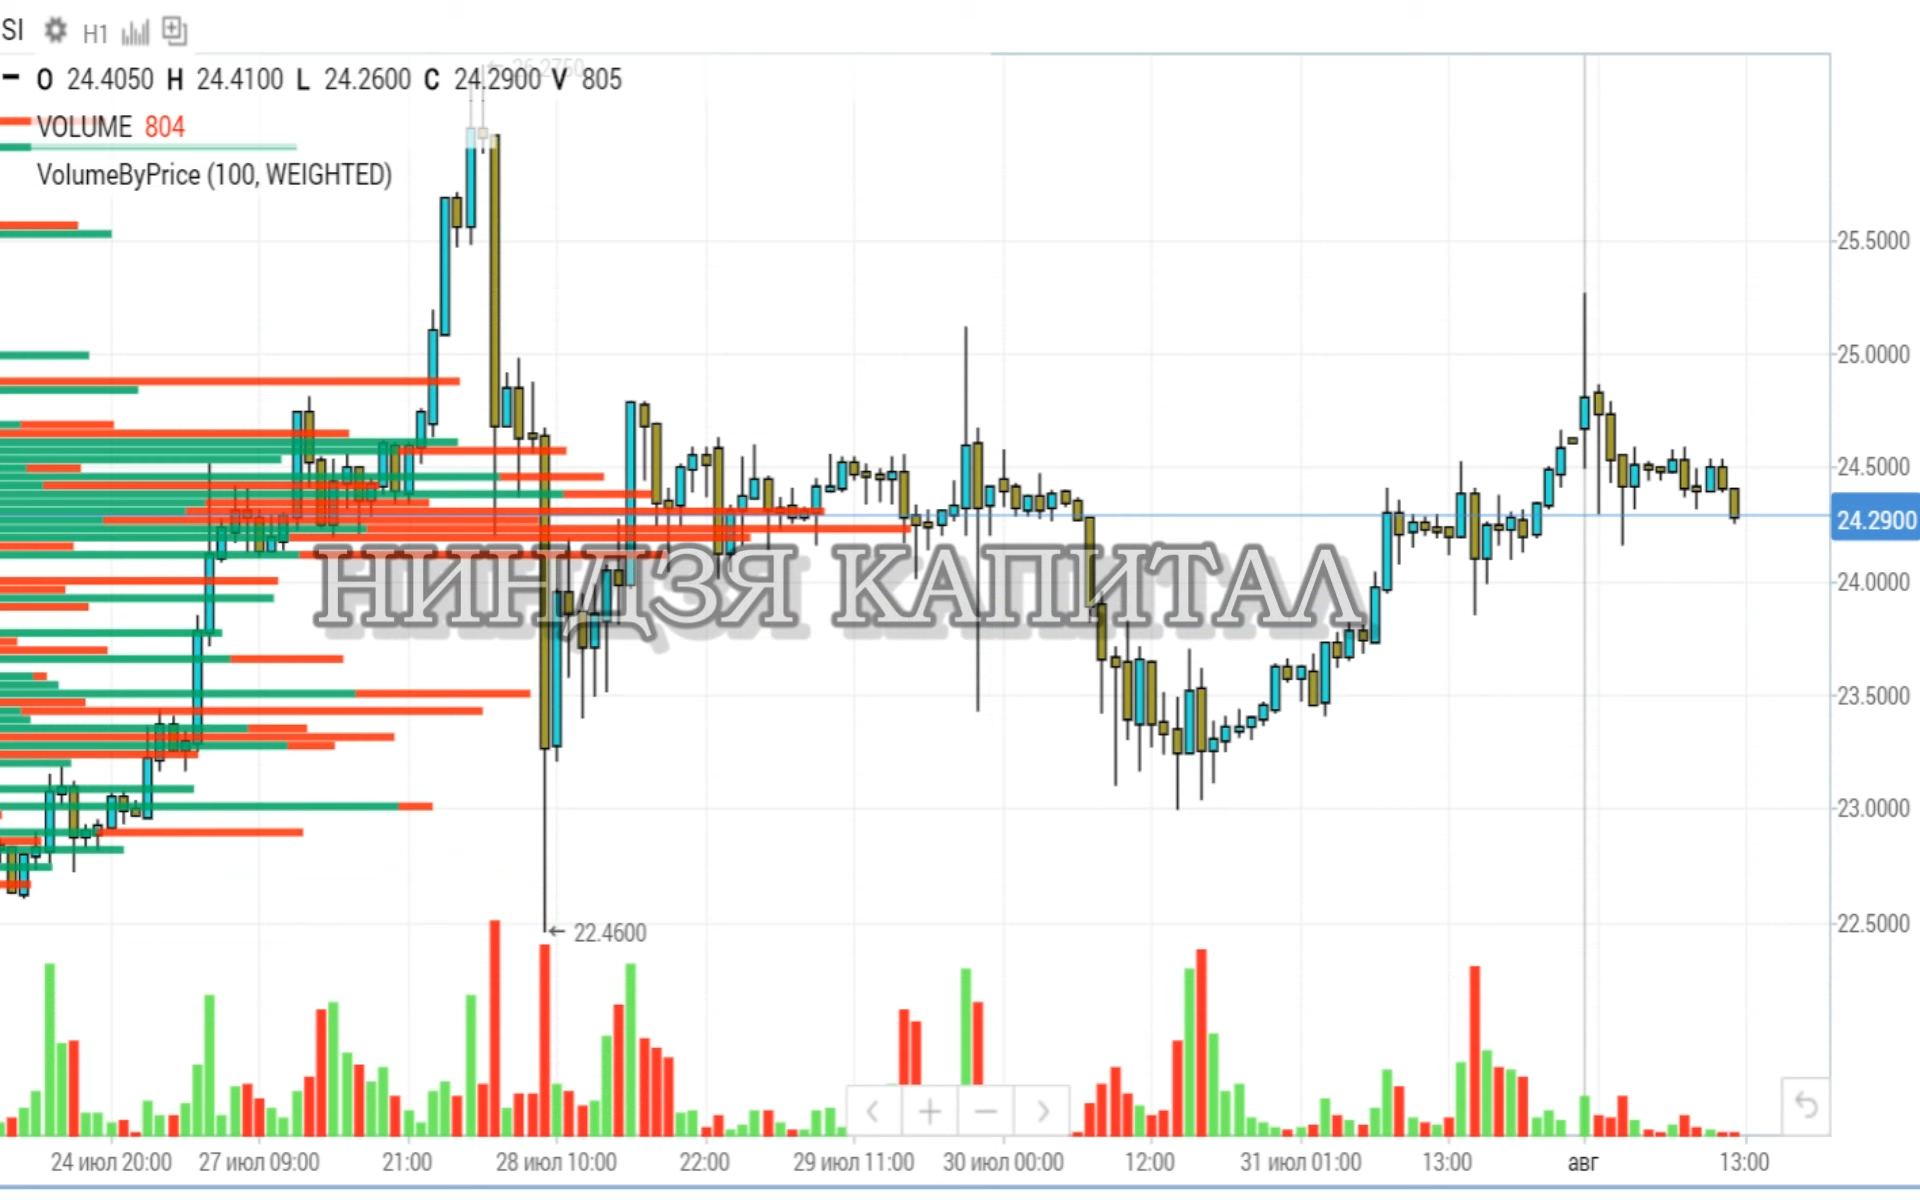 SI H1
O 24.4050 H 24.4100 L 24.2600 C 24.2900 V 805
26.2750
VOLUME 804
VolumeByPrice (100, WEIGHTED)
25.5000
25.0000
24.5000
24.2900
НИНДЗЯ КАПИТАЛ
24.0000
23.5000
23.0000
22.5000
22.4600
24 июл 20:00 27 июл 09:00 21:00 28 июл 10:00 22:00 29 июл 11:00 30 июл 00:00 12:00 31 июл 01:00 13:00 авг 13:00